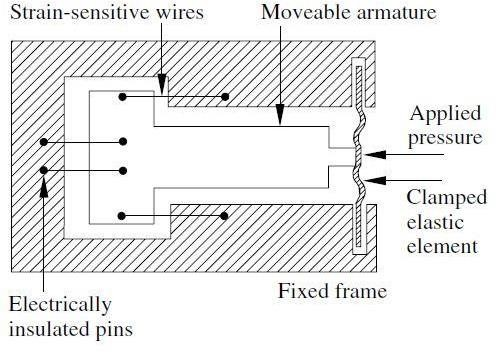 Strain-sensitive wires
Moveable armature
Applied
pressure
Clamped
elastic
element
Fixed frame
Electrically
insulated pins